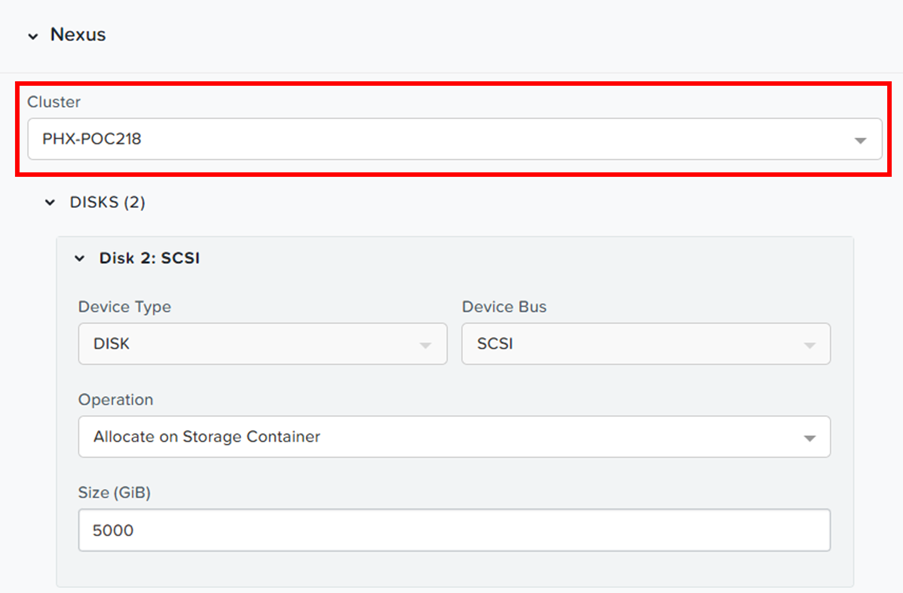 Nexus
Cluster
PHX-POC218
DISKS (2)
Disk 2: SCSI
Device Type Device Bus
DISK SCSI
Operation
Allocate on Storage Container
Size (GiB)
5000